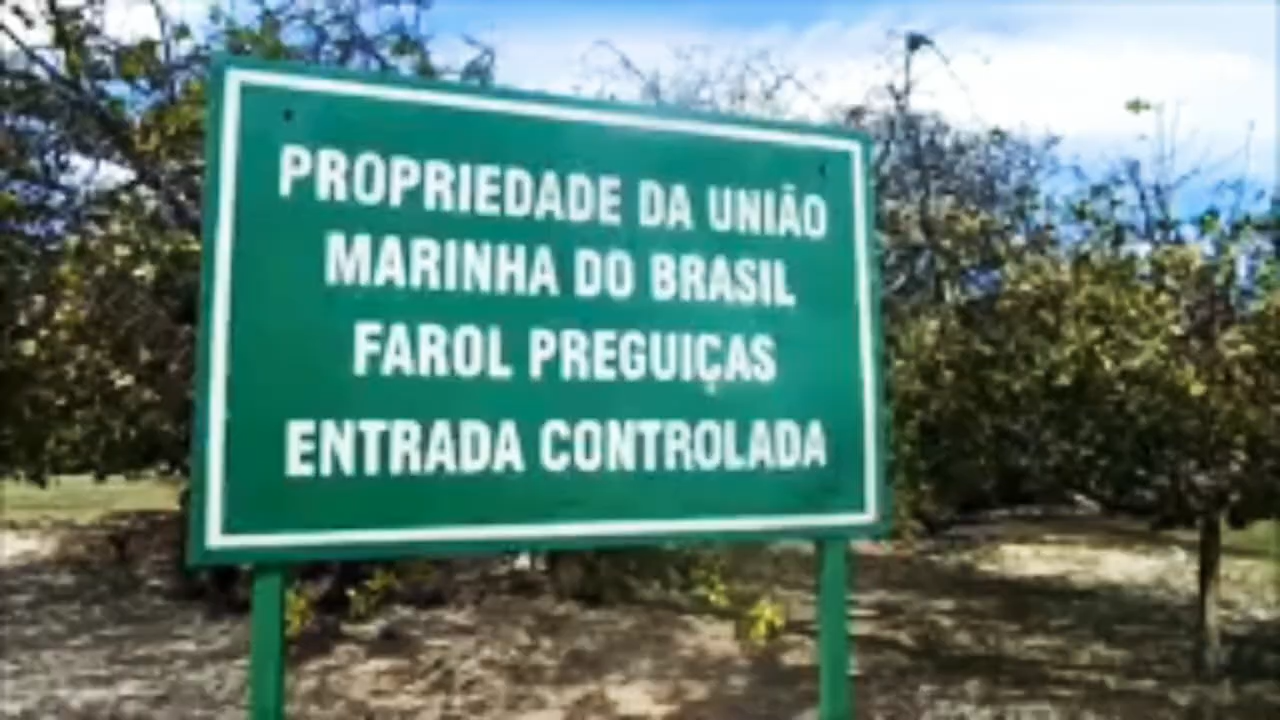 PROPRIEDADE DA UNIÃO
MARINHA DO BRASIL
FAROL PREGUIÇAS
ENTRADA CONTROLADA